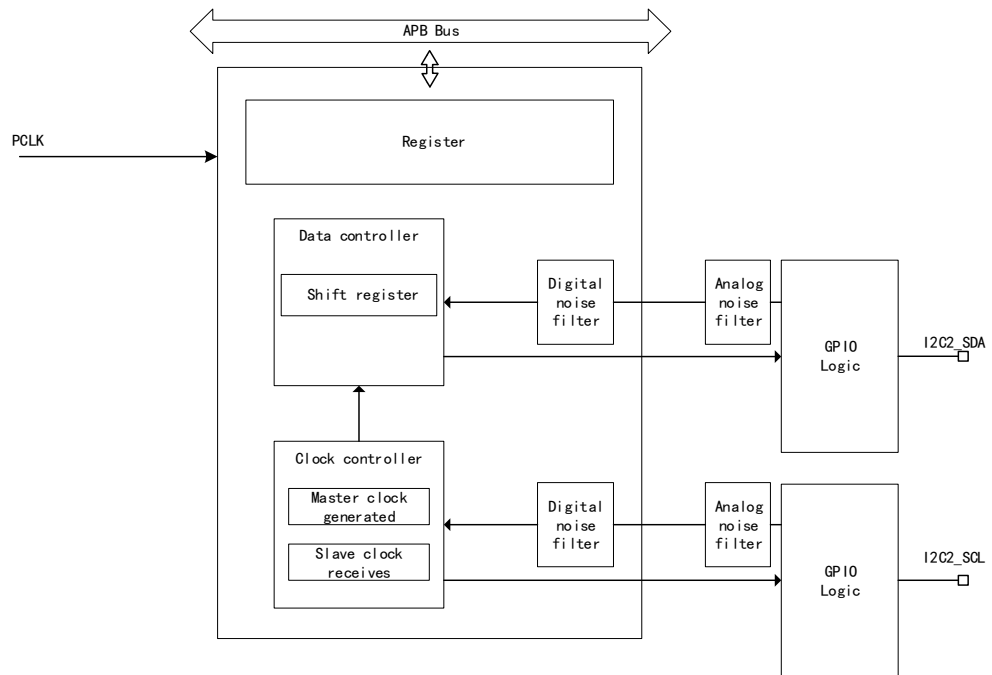 APB Bus
PCLK
Register
Data controller
Shift register
Digital
noise
filter
Analog
noise
filter
GPIO
Logic
I2C2_SDA
Clock controller
Master clock
generated
Slave clock
receives
Digital
noise
filter
Analog
noise
filter
GPIO
Logic
I2C2_SCL